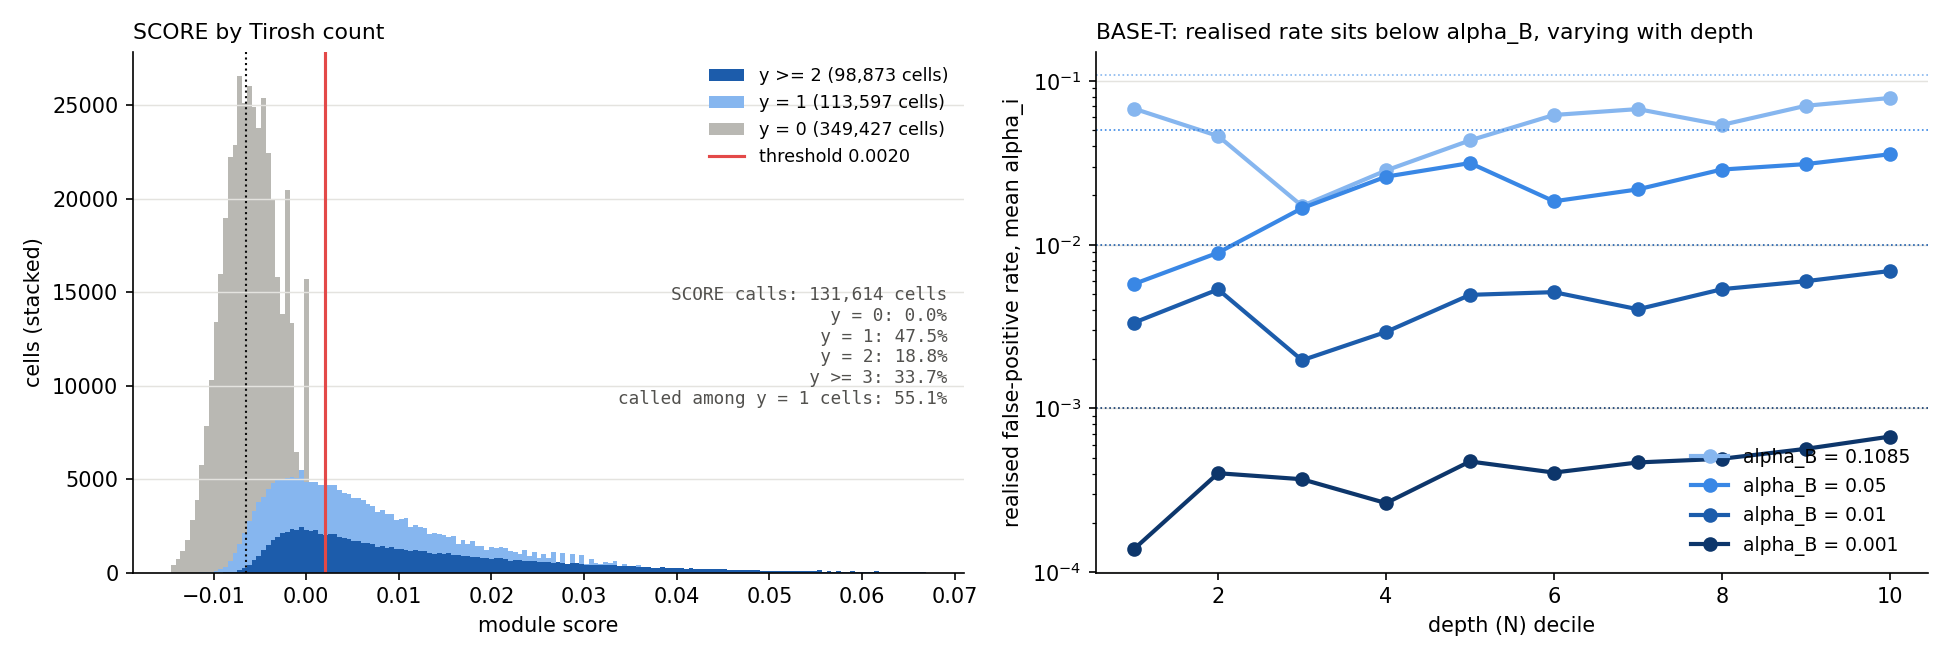 SCORE by Tirosh count
cells (stacked)
25000
20000
15000
10000
5000
0
y >= 2 (98,873 cells)
y = 1 (113,597 cells)
y = 0 (349,427 cells)
threshold 0.0020
SCORE calls: 131,614 cells
y = 0: 0.0%
y = 1: 47.5%
y = 2: 18.8%
y >= 3: 33.7%
called among y = 1 cells: 55.1%
−0.01 0.00 0.01 0.02 0.03 0.04 0.05 0.06 0.07
module score
BASE-T: realised rate sits below alpha_B, varying with depth
realised false-positive rate, mean alpha_i
10⁻¹
10⁻²
10⁻³
10⁻⁴
alpha_B = 0.1085
alpha_B = 0.05
alpha_B = 0.01
alpha_B = 0.001
2 4 6 8 10
depth (N) decile